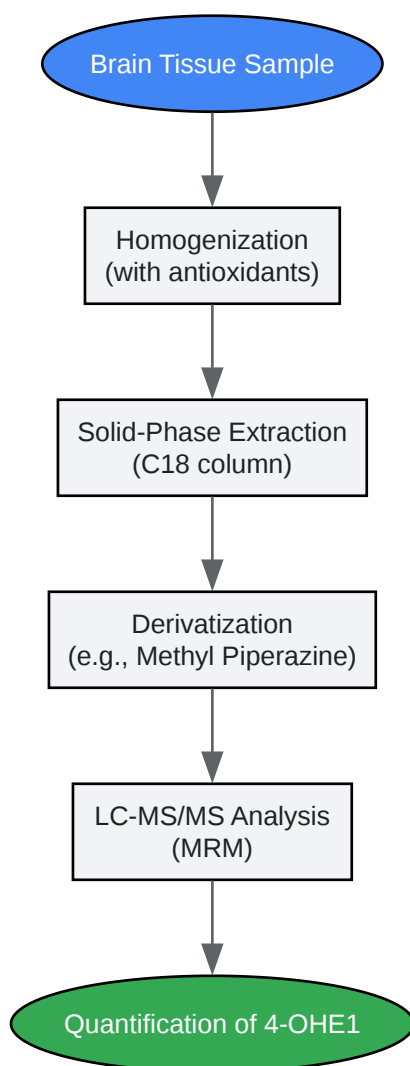 Brain Tissue Sample
Homogenization
(with antioxidants)
Solid-Phase Extraction
(C18 column)
Derivatization
(e.g., Methyl Piperazine)
LC-MS/MS Analysis
(MRM)
Quantification of 4-OHE1